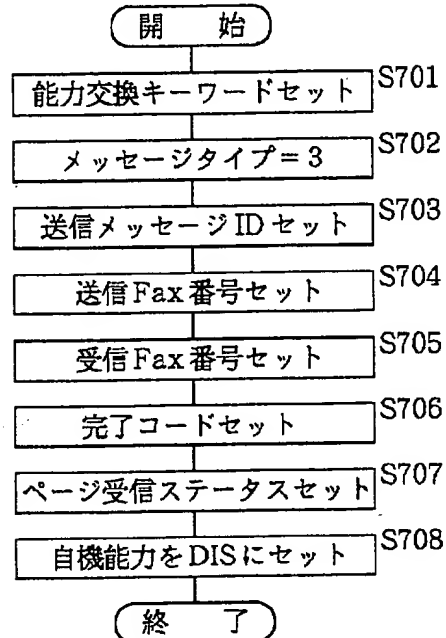 開　始
能力交換キーワードセット S701
メッセージタイプ＝3 S702
送信メッセージIDセット S703
送信Fax番号セット S704
受信Fax番号セット S705
完了コードセット S706
ページ受信ステータスセット S707
自機能力をDISにセット S708
終　了